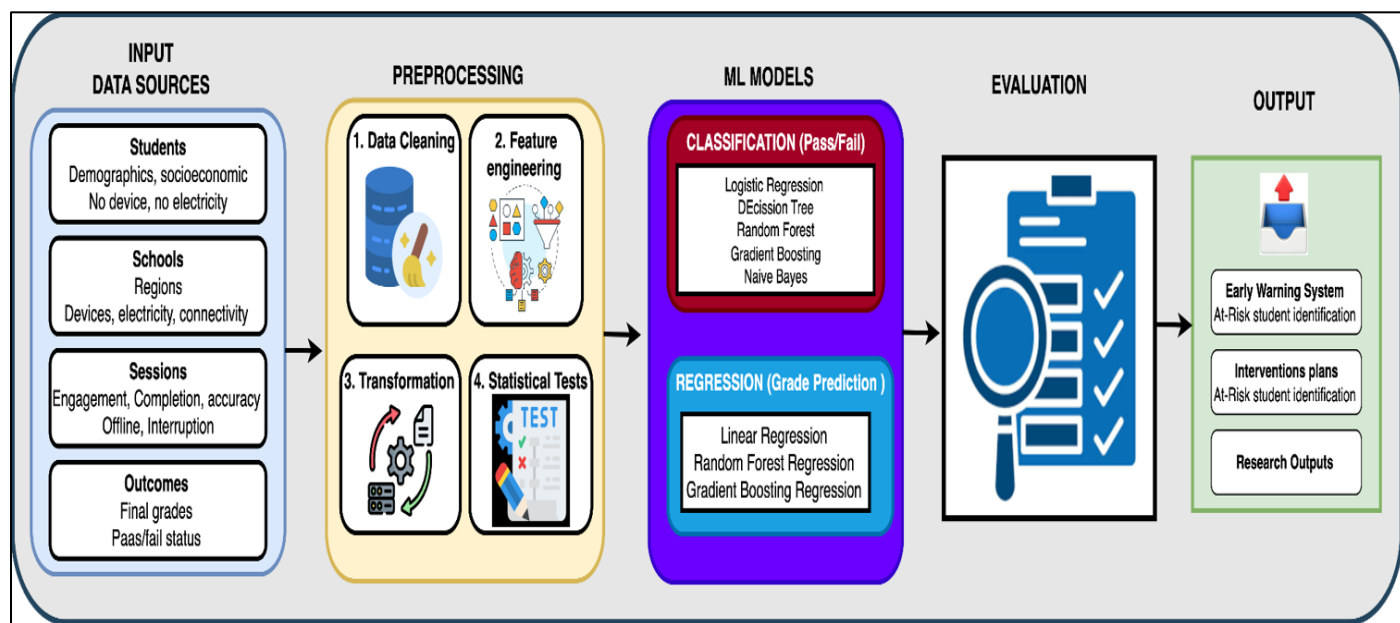 INPUT
DATA SOURCES
Students
Demographics, socioeconomic
No device, no electricity
Schools
Regions
Devices, electricity, connectivity
Sessions
Engagement, Completion, accuracy
Offline, Interruption
Outcomes
Final grades
Paas/fail status
PREPROCESSING
1. Data Cleaning
2. Feature
engineering
3. Transformation
4. Statistical Tests
TEST
ML MODELS
CLASSIFICATION (Pass/Fail)
Logistic Regression
DEcission Tree
Random Forest
Gradient Boosting
Naive Bayes
REGRESSION (Grade Prediction )
Linear Regression
Random Forest Regression
Gradient Boosting Regression
EVALUATION
OUTPUT
Early Warning System
At-Risk student identification
Interventions plans
At-Risk student identification
Research Outputs